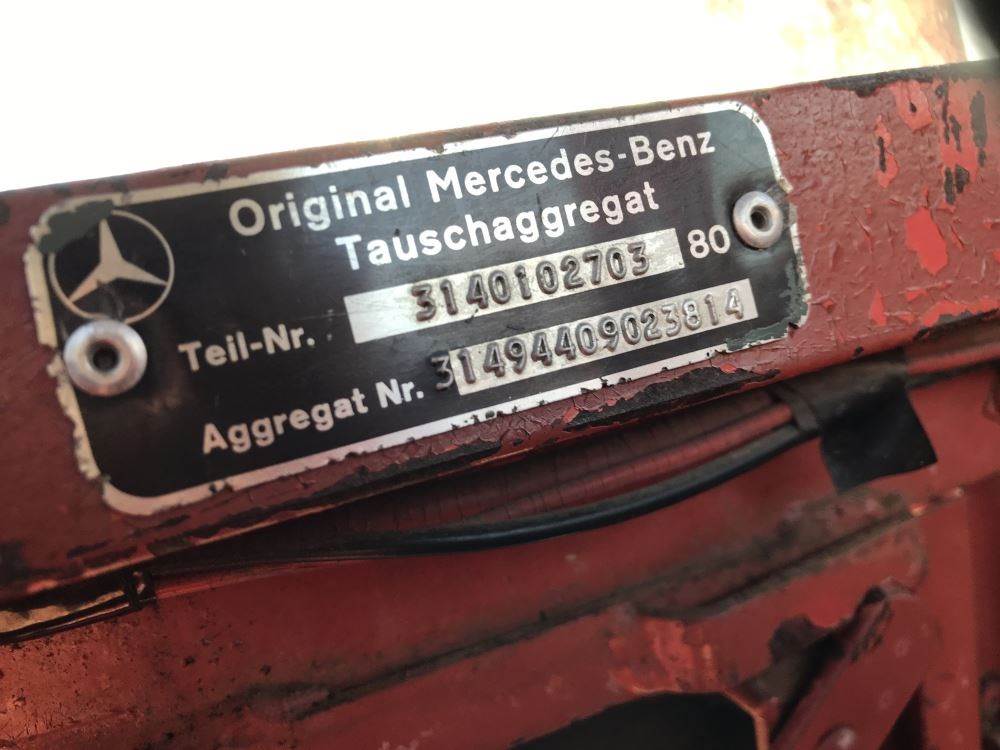 Original Mercedes-Benz
Tauschaggregat
Teil-Nr. 3140102703 80
Aggregat Nr. 31494409023814